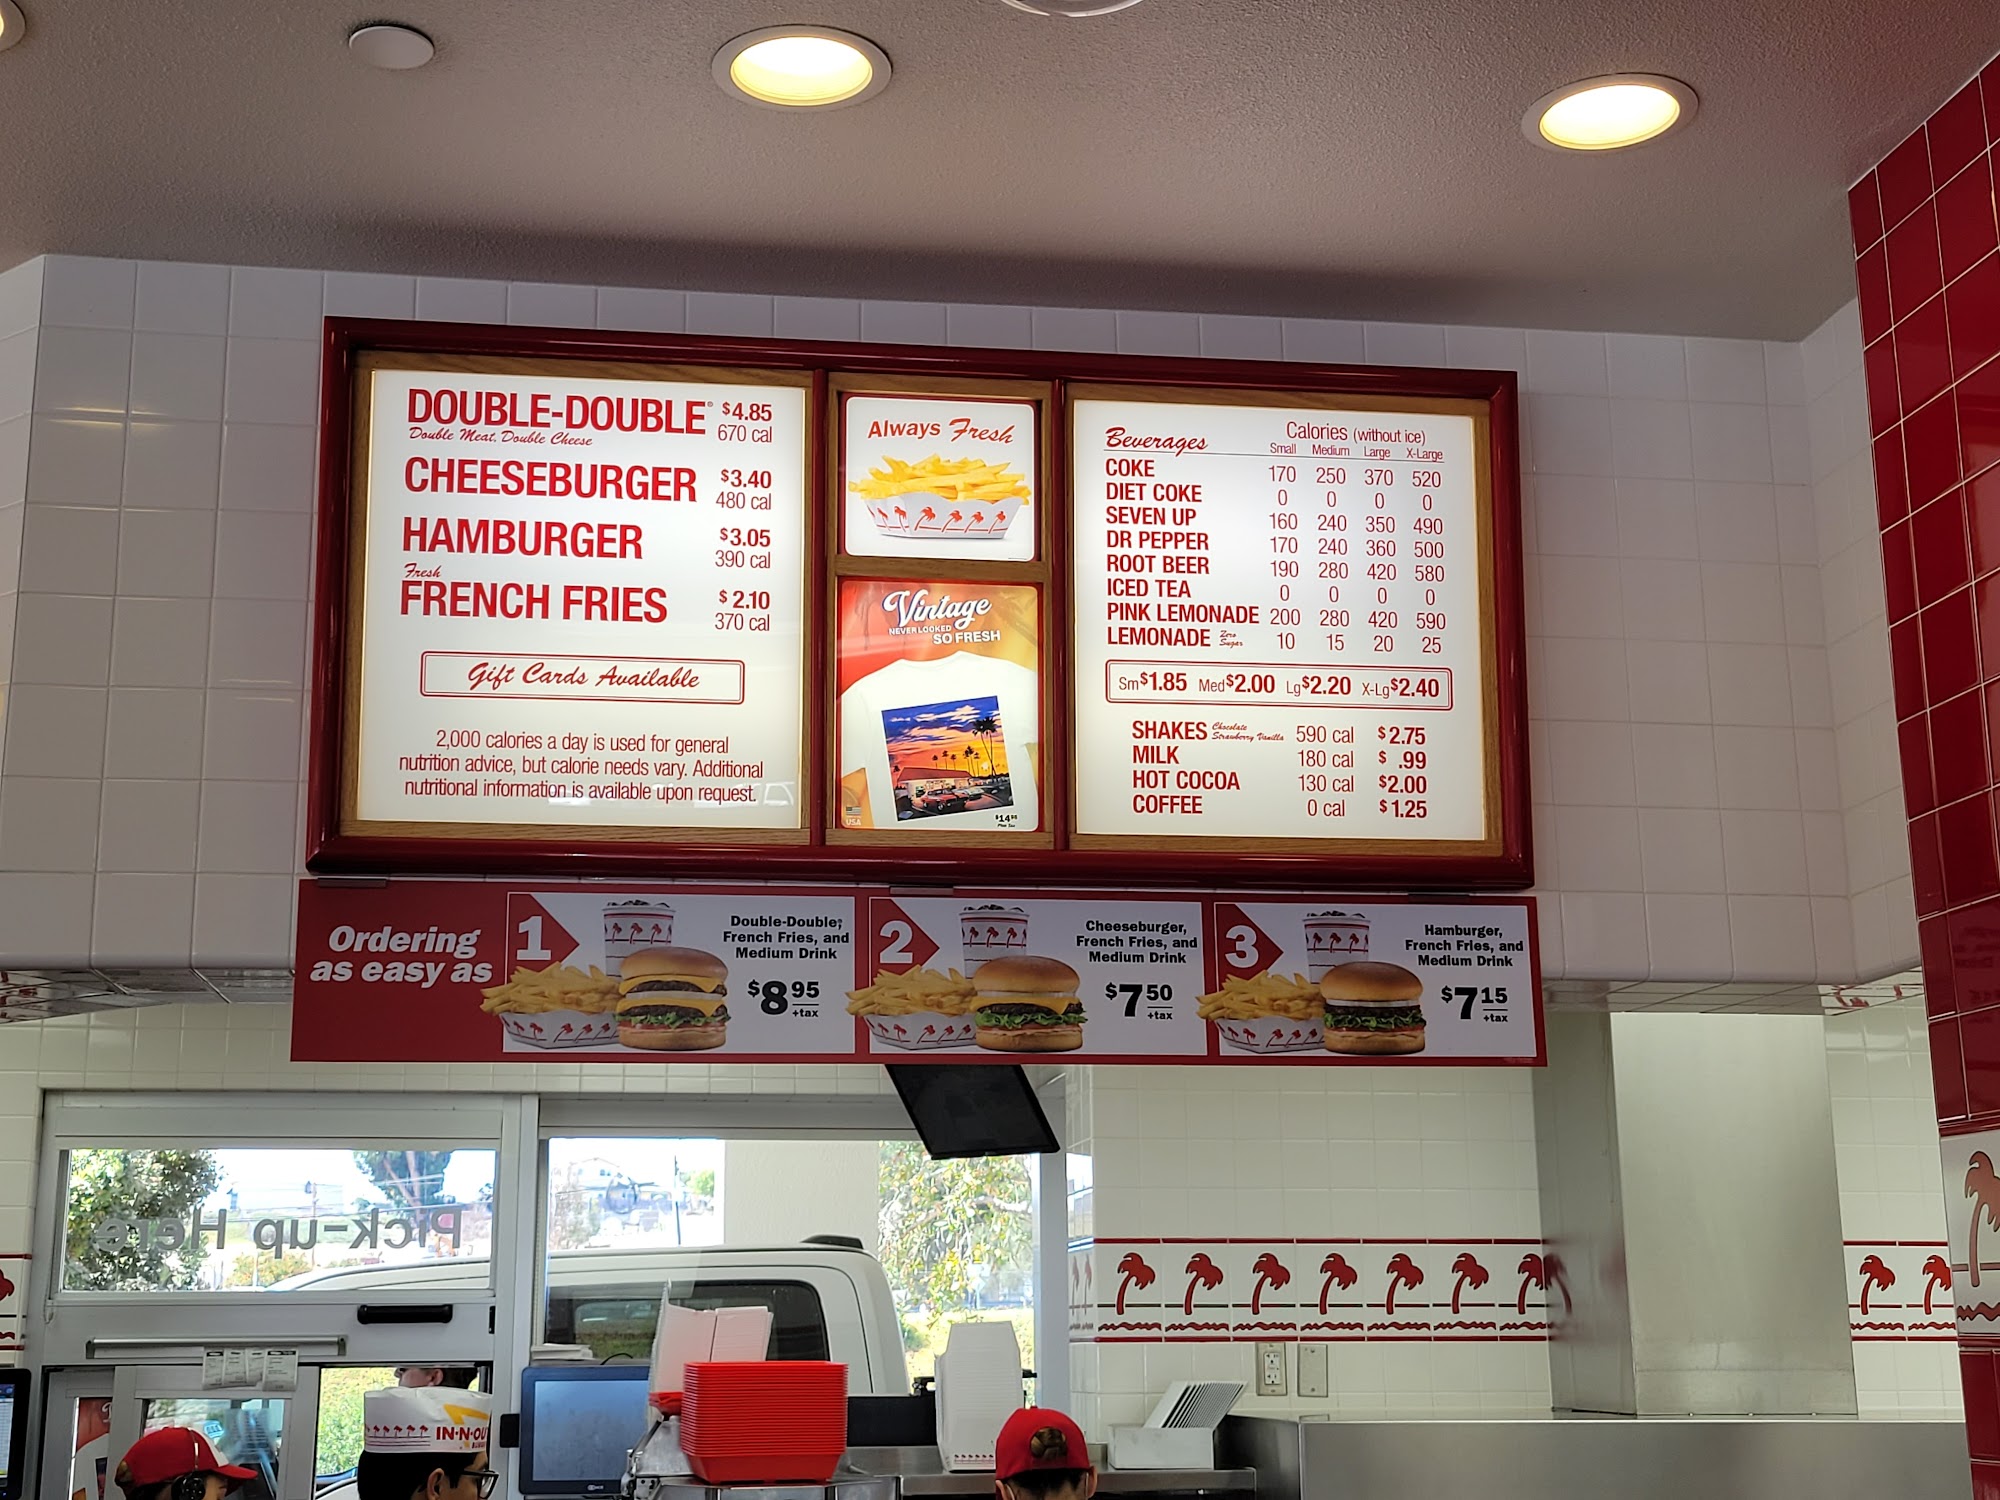 DOUBLE-DOUBLE® $4.85
Double Meat, Double Cheese 670 cal
CHEESEBURGER $3.40
480 cal
HAMBURGER $3.05
390 cal
Fresh
FRENCH FRIES $2.10
370 cal
Gift Cards Available
2,000 calories a day is used for general
nutrition advice, but calorie needs vary. Additional
nutritional information is available upon request.
Always Fresh
Vintage
NEVER LOOKED
SO FRESH
USA
$14
Plus Tax
Beverages Calories (without ice)
Small Medium Large X-Large
COKE 170 250 370 520
DIET COKE 0 0 0 0
SEVEN UP 160 240 350 490
DR PEPPER 170 240 360 500
ROOT BEER 190 280 420 580
ICED TEA 0 0 0 0
PINK LEMONADE 200 280 420 590
LEMONADE Zero Sugar 10 15 20 25
Sm$1.85 Med$2.00 Lg$2.20 X-Lg$2.40
SHAKES Chocolate Strawberry Vanilla 590 cal $2.75
MILK 180 cal $ .99
HOT COCOA 130 cal $2.00
COFFEE 0 cal $1.25
Ordering
as easy as
1
Double-Double®,
French Fries, and
Medium Drink
$8 95
+tax
2
Cheeseburger,
French Fries, and
Medium Drink
$7 50
+tax
3
Hamburger,
French Fries, and
Medium Drink
$7 15
+tax
Pick-up Here
IN-N-OU